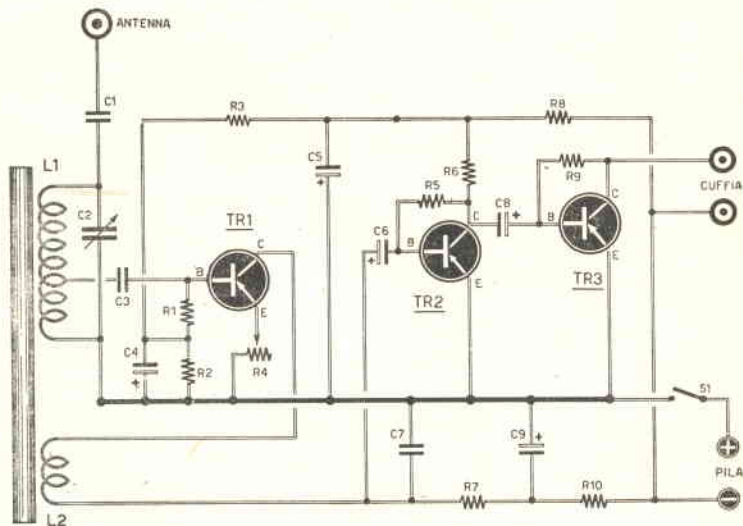 ANTENNA
C1
R3
R8
L1
C5
R6
R9
C2
R5
C8
C
CUFFIA
TR1
C6
C
B
C
B
B
E
C3
R1
E
TR2
E
TR3
C4
R2
R4
S1
C7
C9
PILA
R7
R10
L2